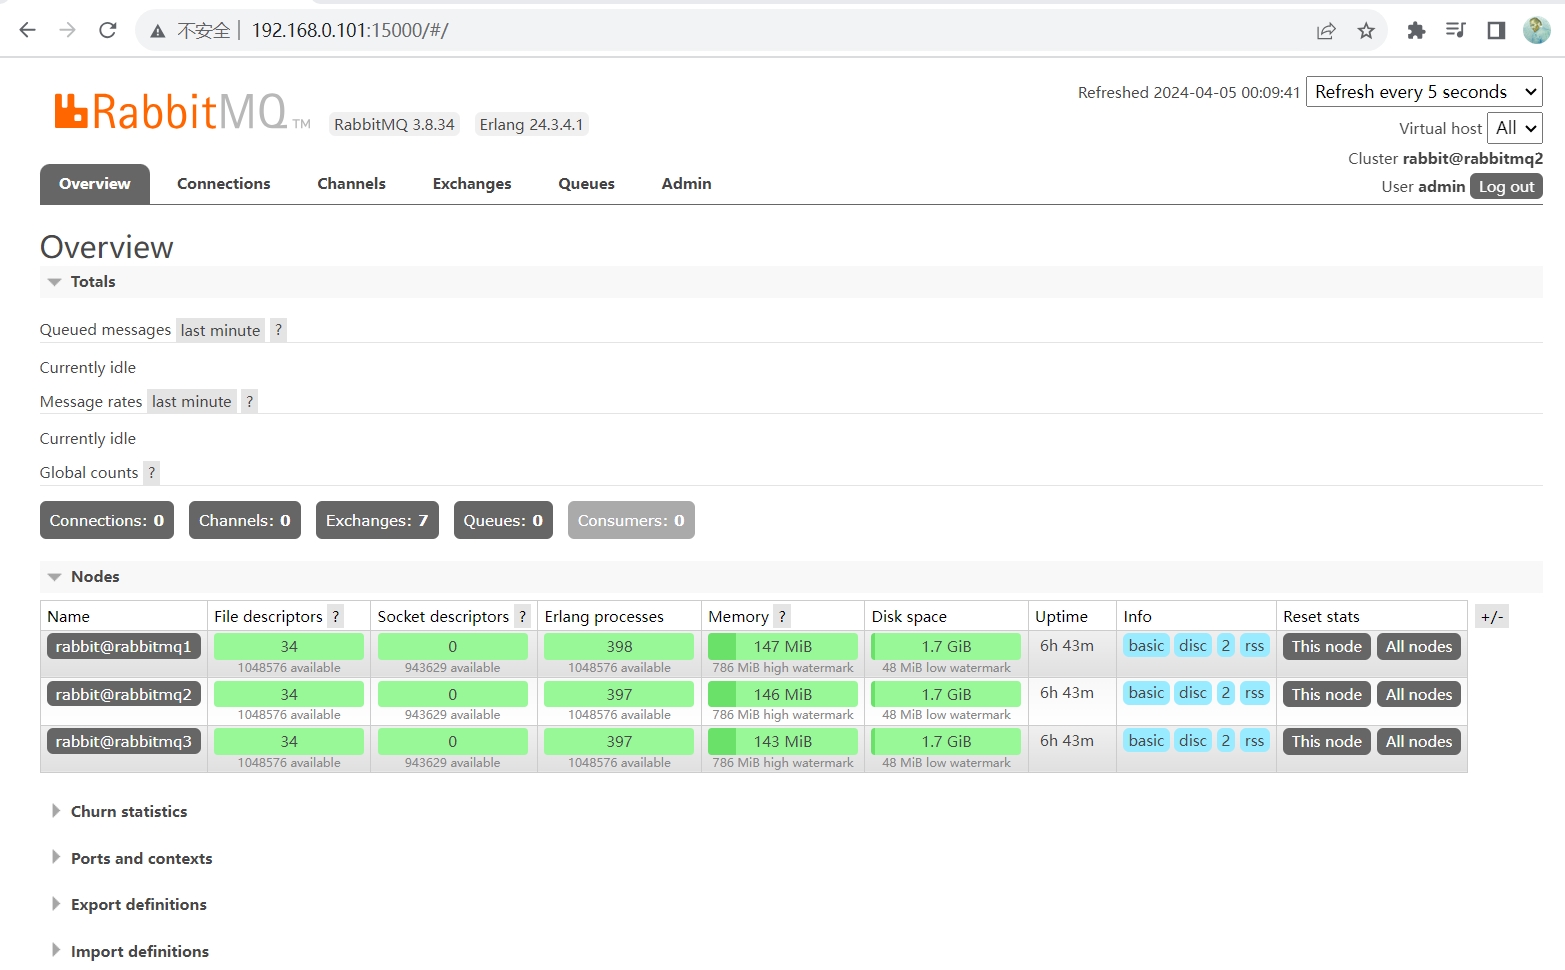 不安全 192.168.0.101:15000/#/
RabbitMQ TM RabbitMQ 3.8.34 Erlang 24.3.4.1
Refreshed 2024-04-05 00:09:41 Refresh every 5 seconds
Virtual host All
Cluster rabbit@rabbitmq2
User admin Log out
Overview Connections Channels Exchanges Queues Admin
Overview
Totals
Queued messages last minute ?
Currently idle
Message rates last minute ?
Currently idle
Global counts ?
Connections: 0 Channels: 0 Exchanges: 7 Queues: 0 Consumers: 0
Nodes
Name File descriptors ? Socket descriptors ? Erlang processes Memory ? Disk space Uptime Info Reset stats +/-
rabbit@rabbitmq1 34 0 398 147 MiB 1.7 GiB 6h 43m basic disc 2 rss This node All nodes
1048576 available 943629 available 1048576 available 786 MiB high watermark 48 MiB low watermark
rabbit@rabbitmq2 34 0 397 146 MiB 1.7 GiB 6h 43m basic disc 2 rss This node All nodes
1048576 available 943629 available 1048576 available 786 MiB high watermark 48 MiB low watermark
rabbit@rabbitmq3 34 0 397 143 MiB 1.7 GiB 6h 43m basic disc 2 rss This node All nodes
1048576 available 943629 available 1048576 available 786 MiB high watermark 48 MiB low watermark
Churn statistics
Ports and contexts
Export definitions
Import definitions